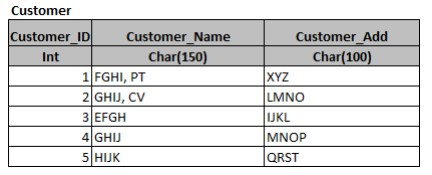 Customer
Customer_ID Customer_Name Customer_Add
Int Char(150) Char(100)
1 FGHI, PT XYZ
2 GHIJ, CV LMNO
3 EFGH IJKL
4 GHIJ MNOP
5 HIJK QRST